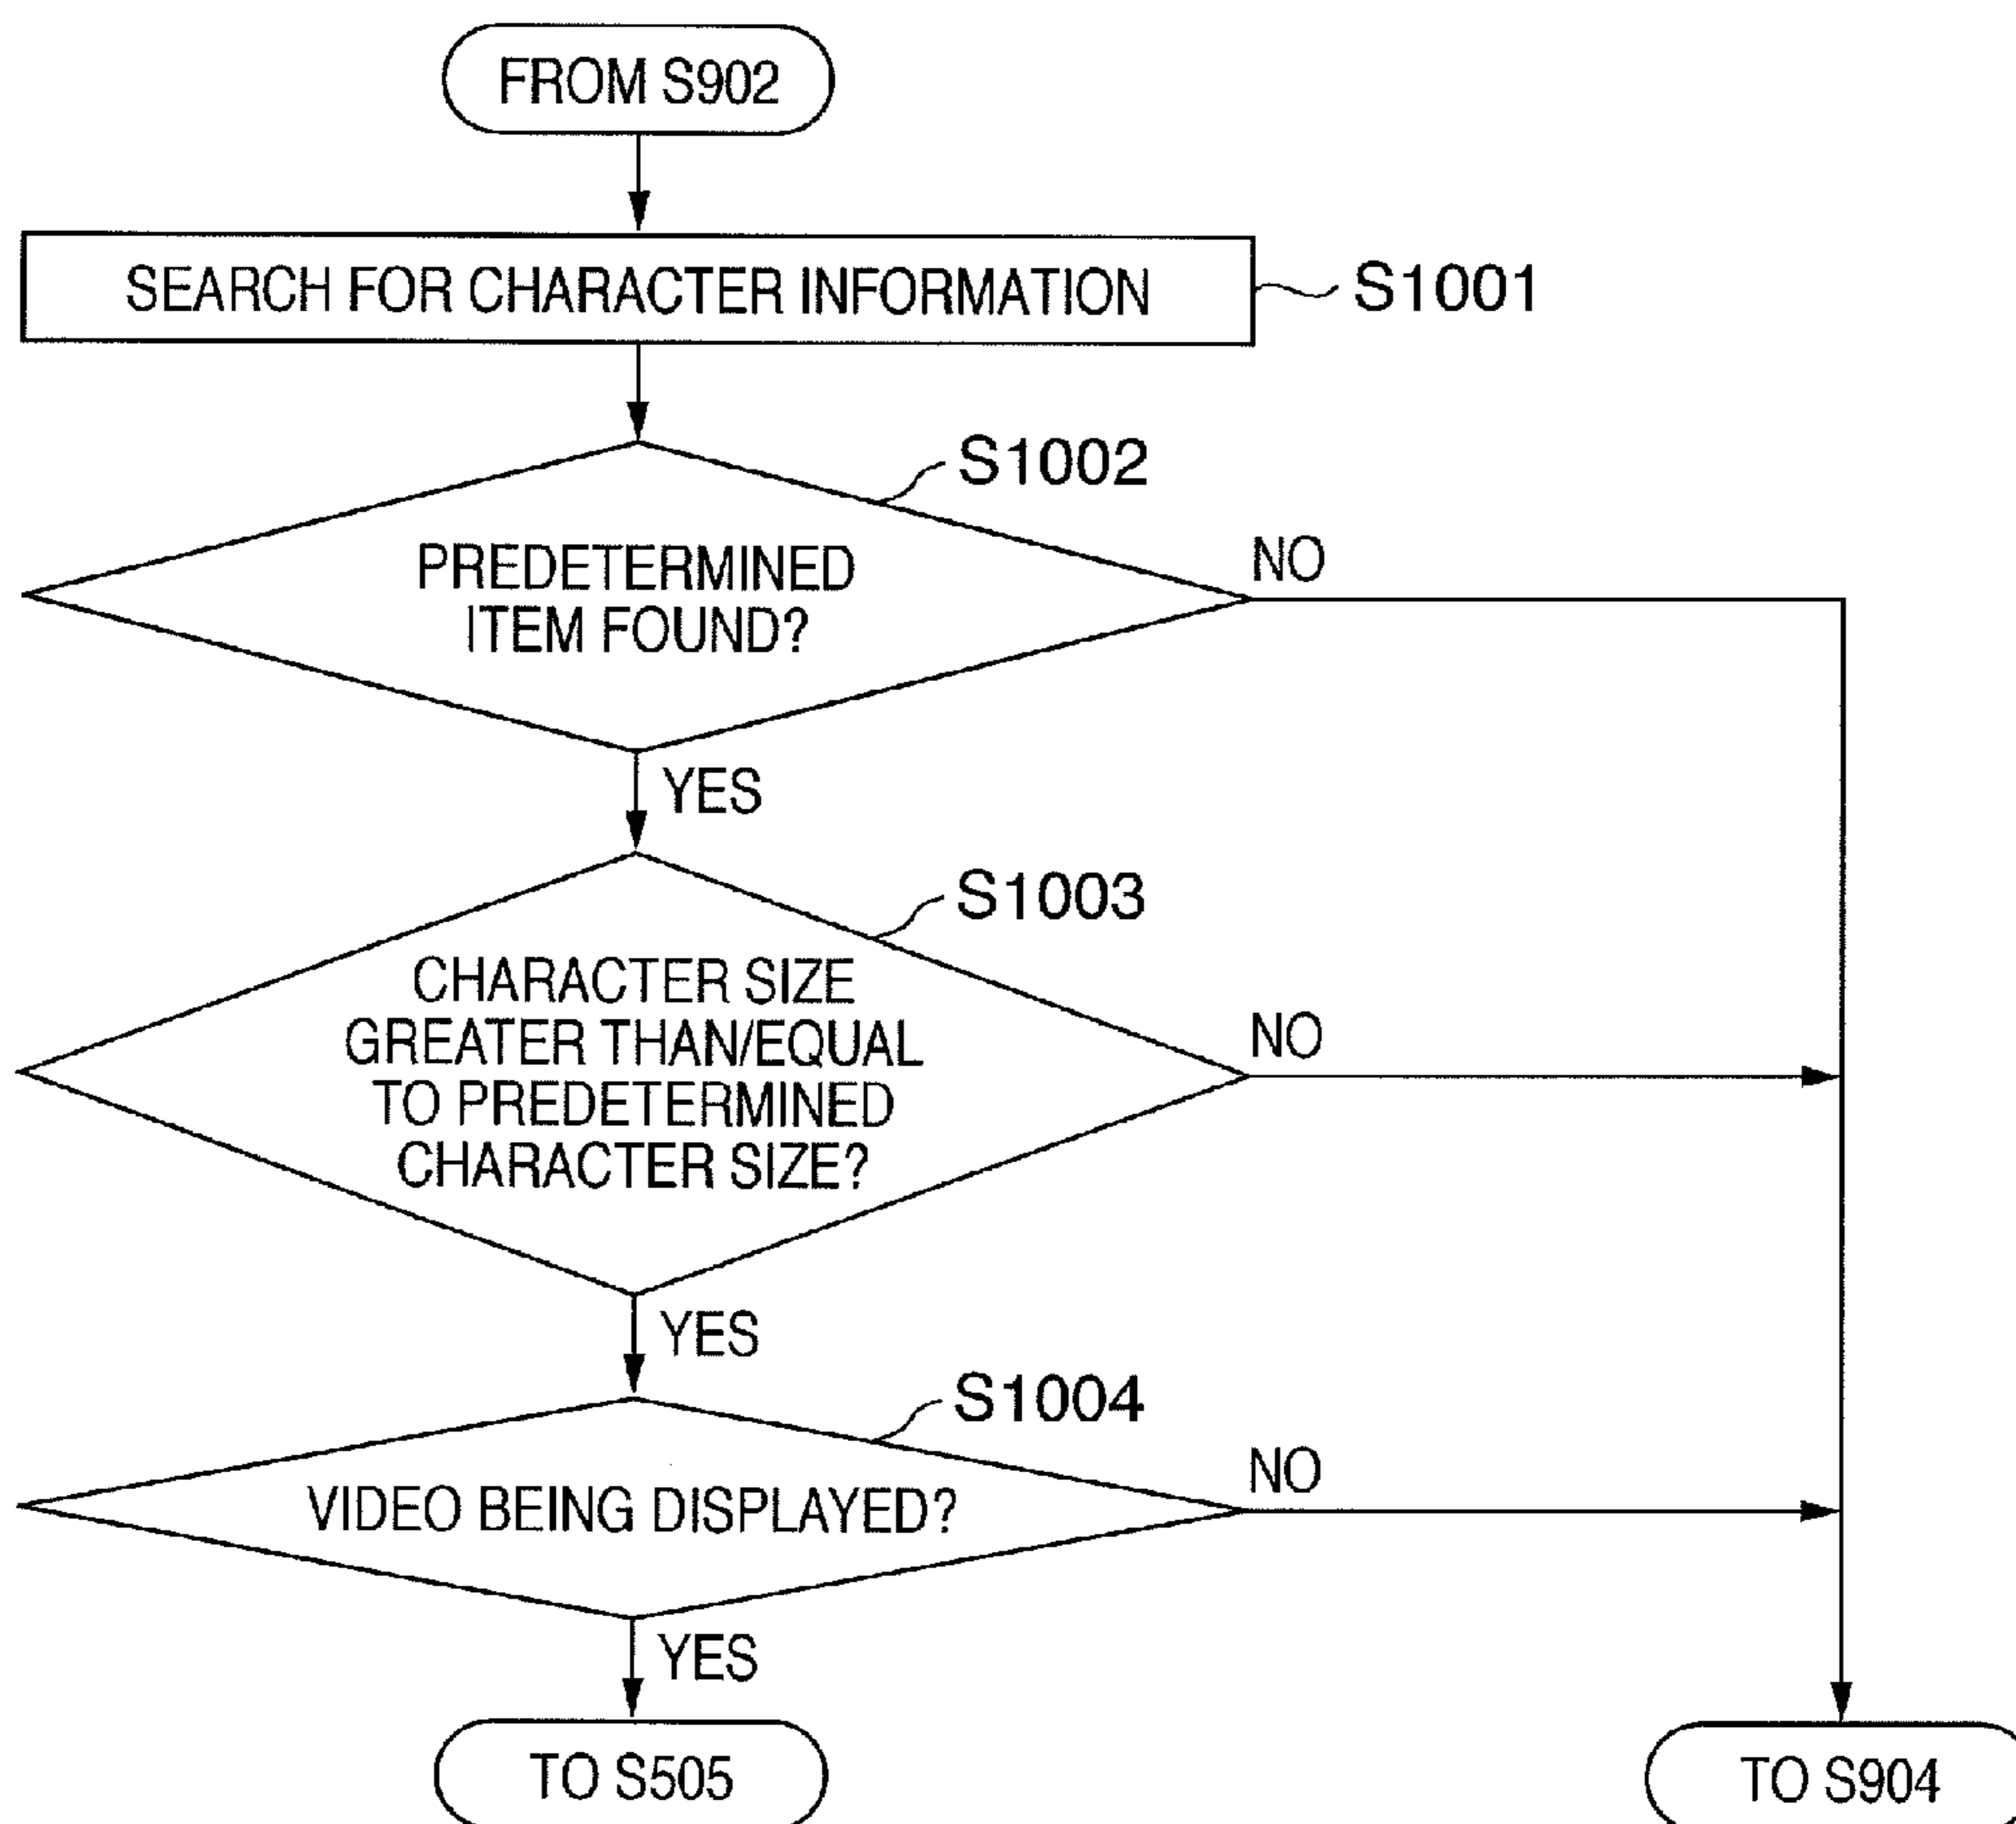 FROM S902
SEARCH FOR CHARACTER INFORMATION
S1001
S1002
PREDETERMINED
ITEM FOUND?
NO
YES
S1003
CHARACTER SIZE
GREATER THAN/EQUAL
TO PREDETERMINED
CHARACTER SIZE?
NO
YES
S1004
VIDEO BEING DISPLAYED?
NO
YES
TO S505
TO S904